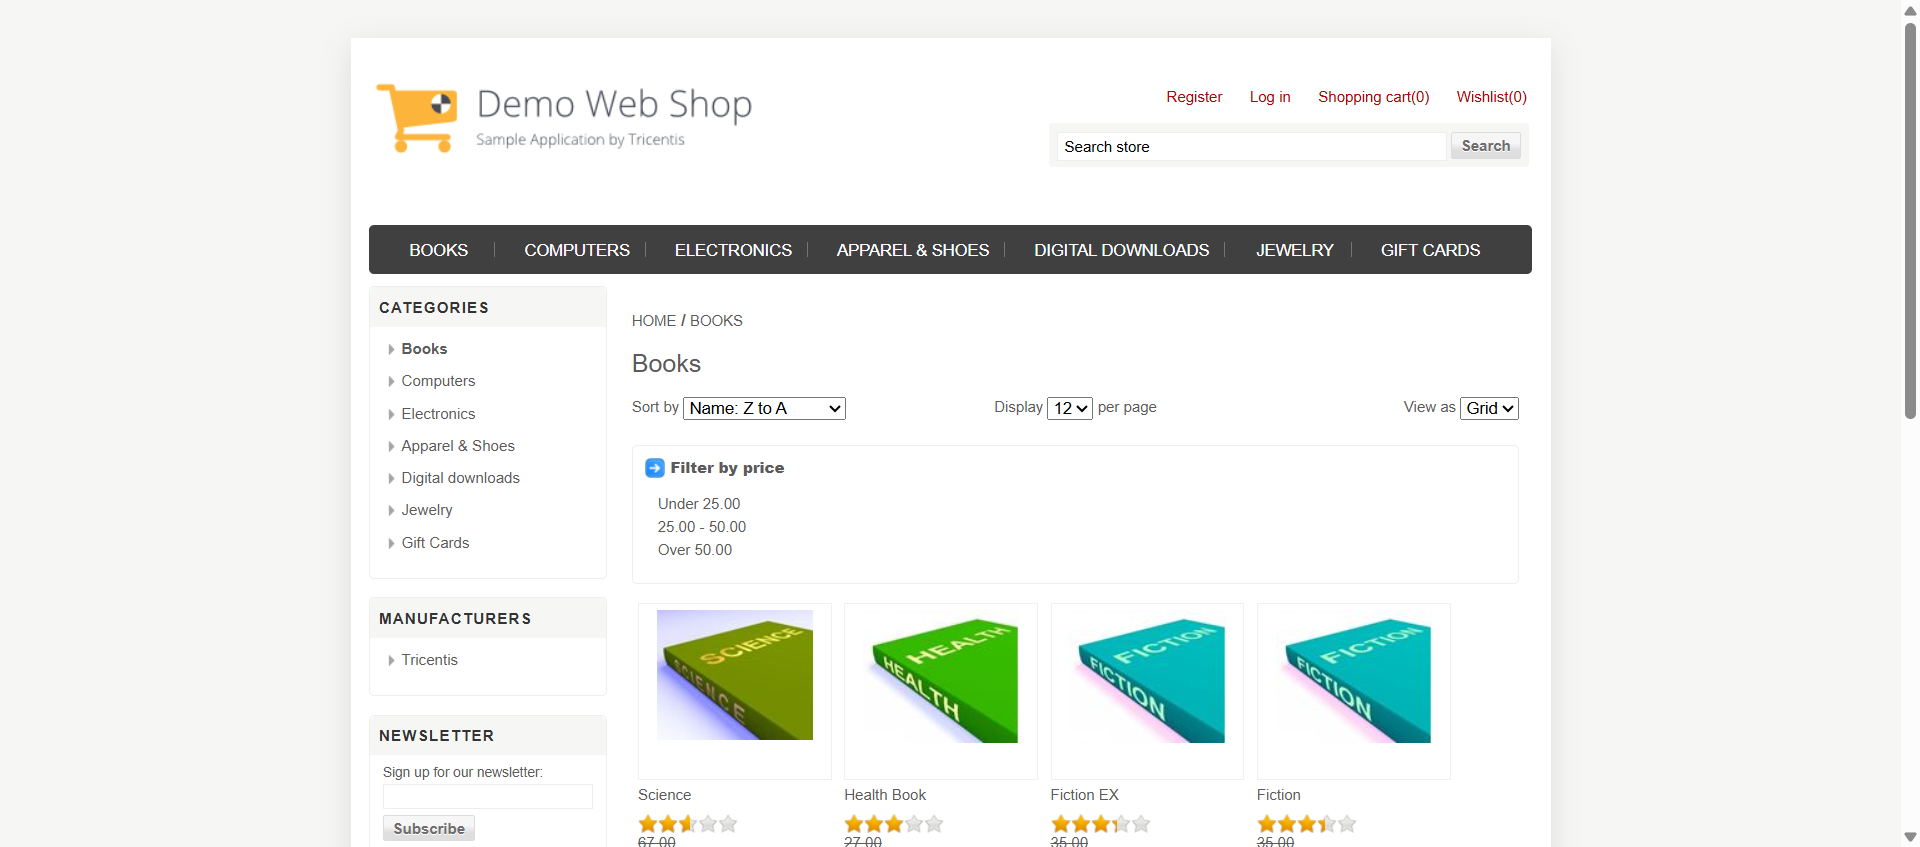 Demo Web Shop
Sample Application by Tricentis
Register Log in Shopping cart(0) Wishlist(0)
Search store Search
BOOKS COMPUTERS ELECTRONICS APPAREL & SHOES DIGITAL DOWNLOADS JEWELRY GIFT CARDS
CATEGORIES
Books
Computers
Electronics
Apparel & Shoes
Digital downloads
Jewelry
Gift Cards
MANUFACTURERS
Tricentis
NEWSLETTER
Sign up for our newsletter:
Subscribe
HOME / BOOKS
Books
Sort by Name: Z to A Display 12 per page View as Grid
Filter by price
Under 25.00
25.00 - 50.00
Over 50.00
SCIENCE
SCIENCE
HEALTH
HEALTH
FICTION
FICTION
FICTION
FICTION
Science Health Book Fiction EX Fiction
67.00 27.00 35.00 35.00